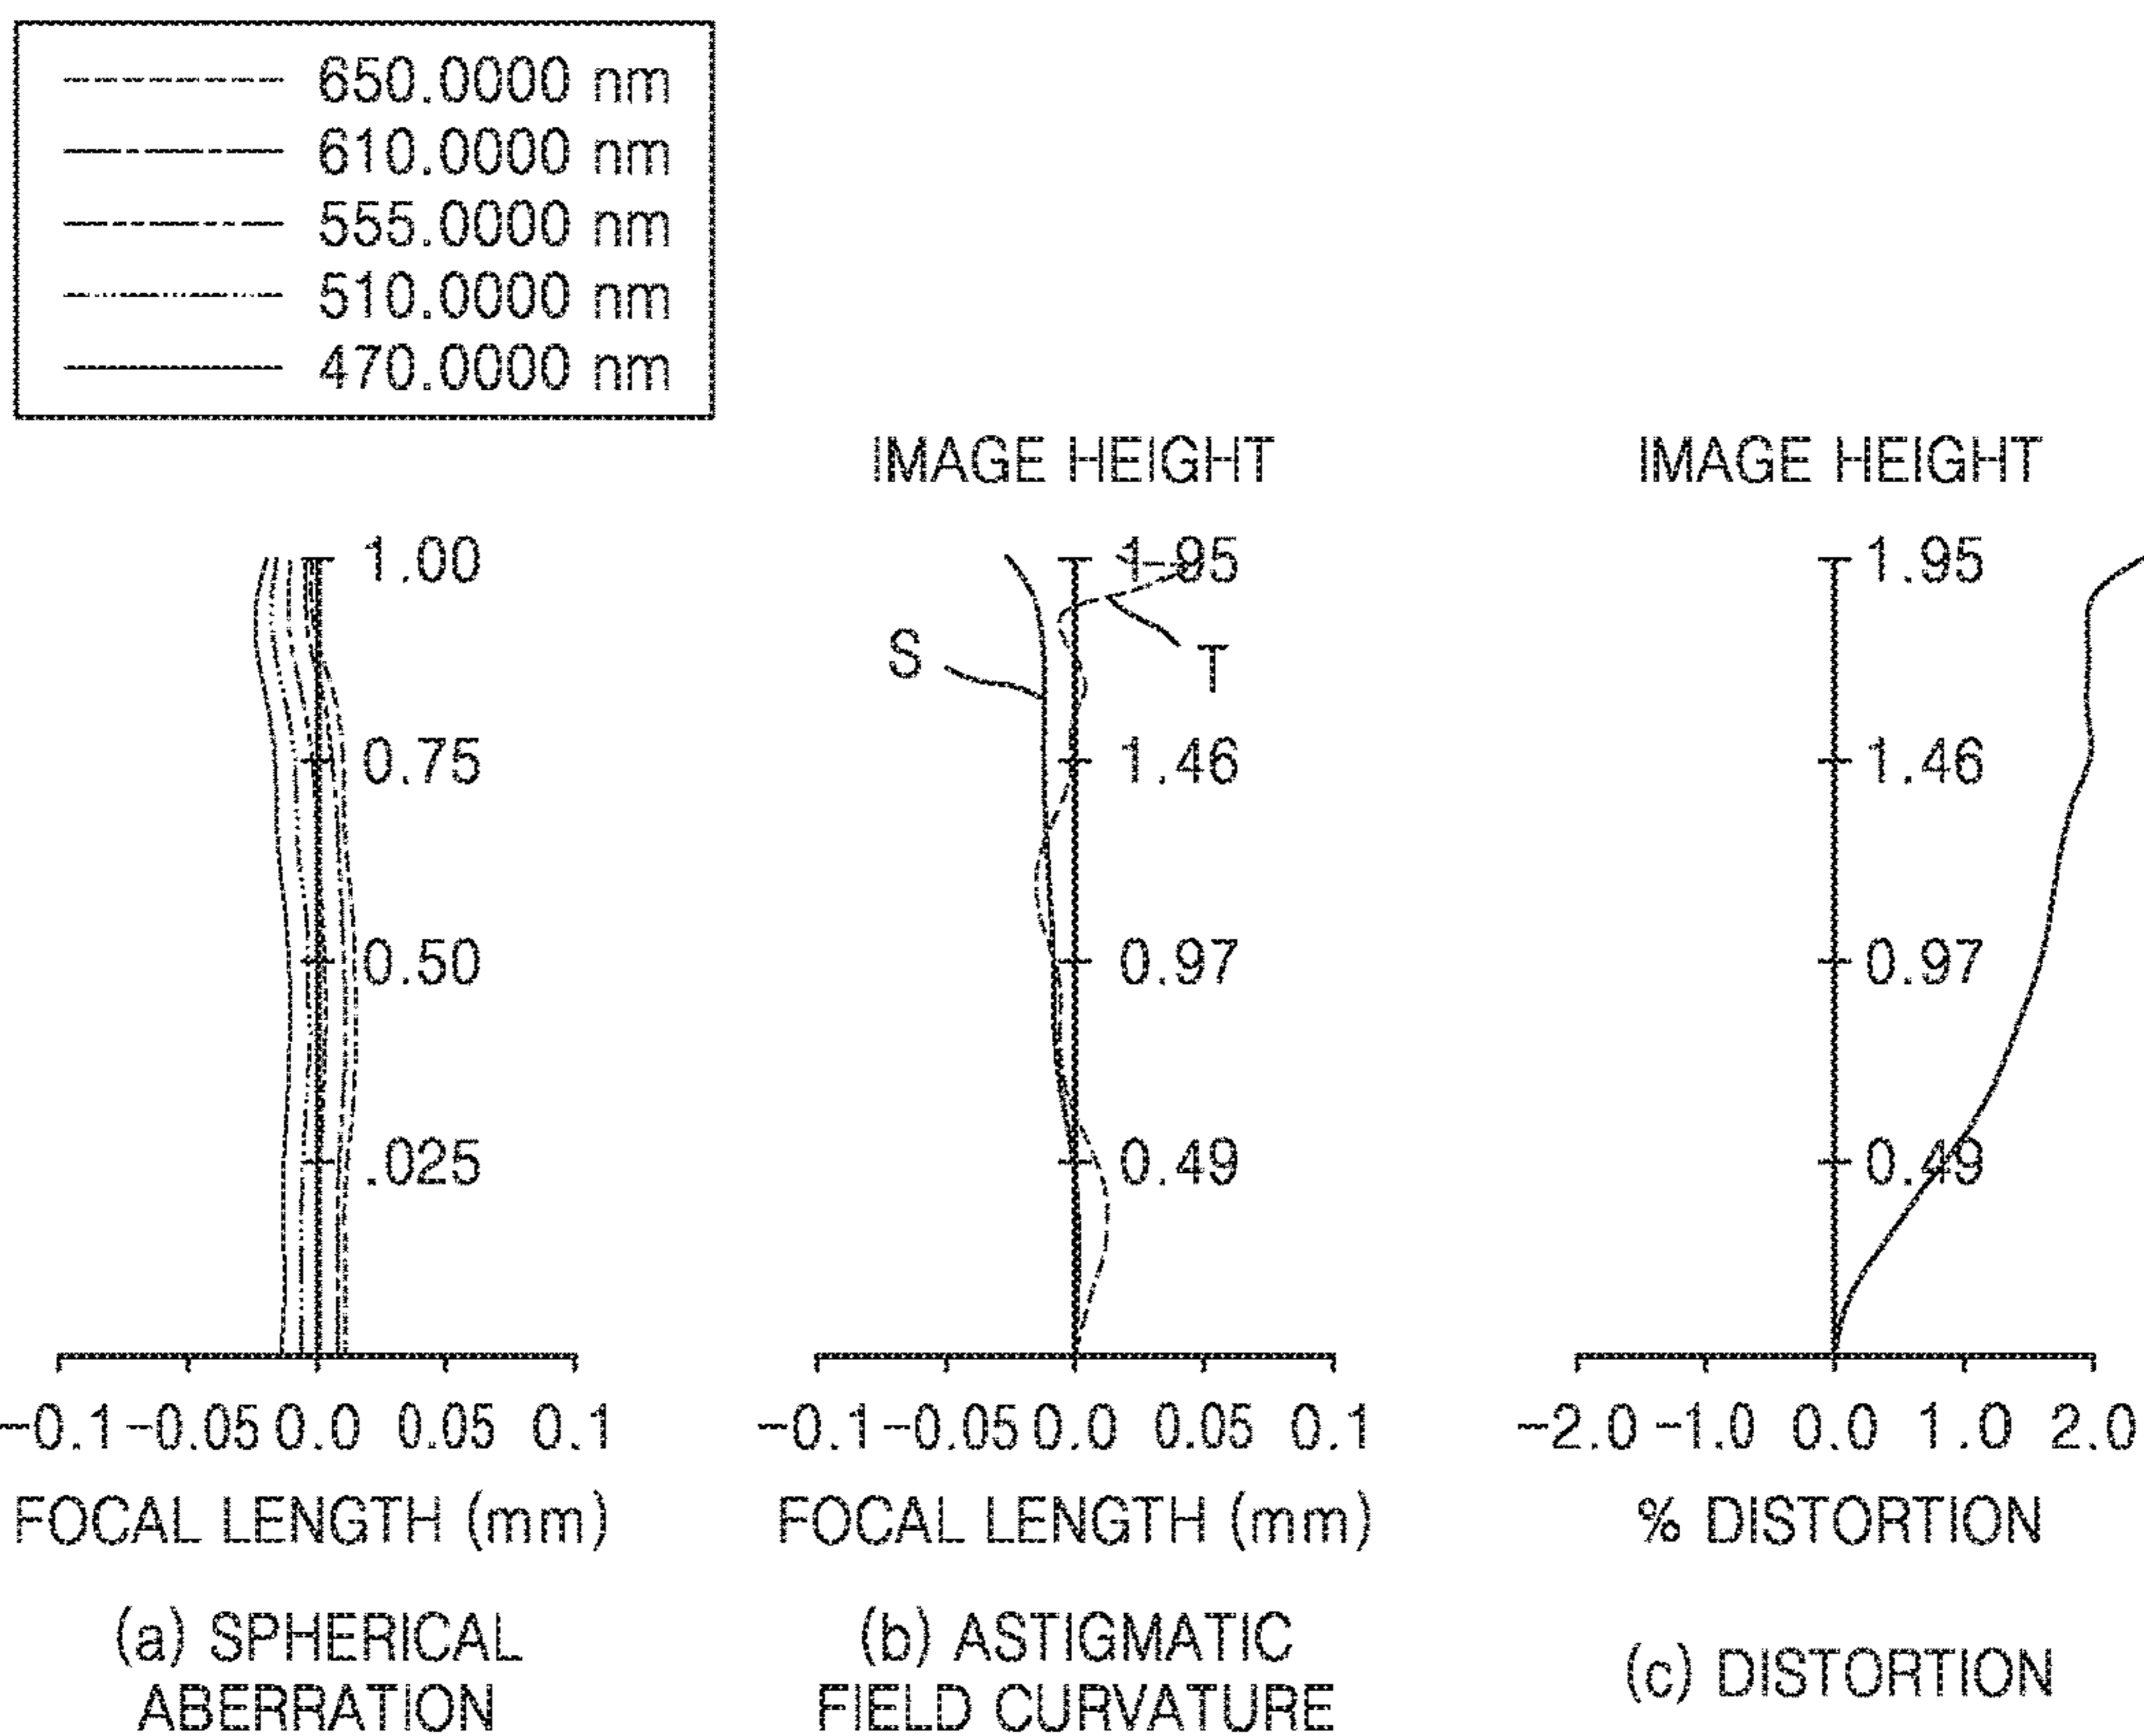 650.0000 nm
610.0000 nm
555.0000 nm
510.0000 nm
470.0000 nm
1.00
0.75
0.50
.025
-0.1 -0.05 0.0 0.05 0.1
FOCAL LENGTH (mm)
(a) SPHERICAL
ABERRATION
IMAGE HEIGHT
1.95
S
T
1.46
0.97
0.49
-0.1 -0.05 0.0 0.05 0.1
FOCAL LENGTH (mm)
(b) ASTIGMATIC
FIELD CURVATURE
IMAGE HEIGHT
1.95
1.46
0.97
0.49
-2.0 -1.0 0.0 1.0 2.0
% DISTORTION
(c) DISTORTION